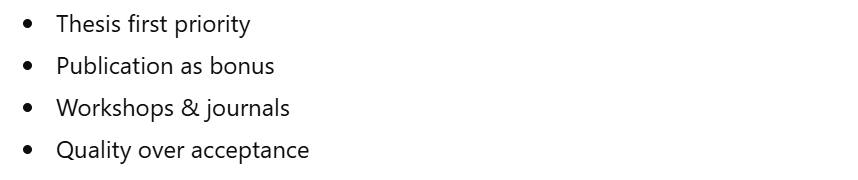 • Thesis first priority
• Publication as bonus
• Workshops & journals
• Quality over acceptance